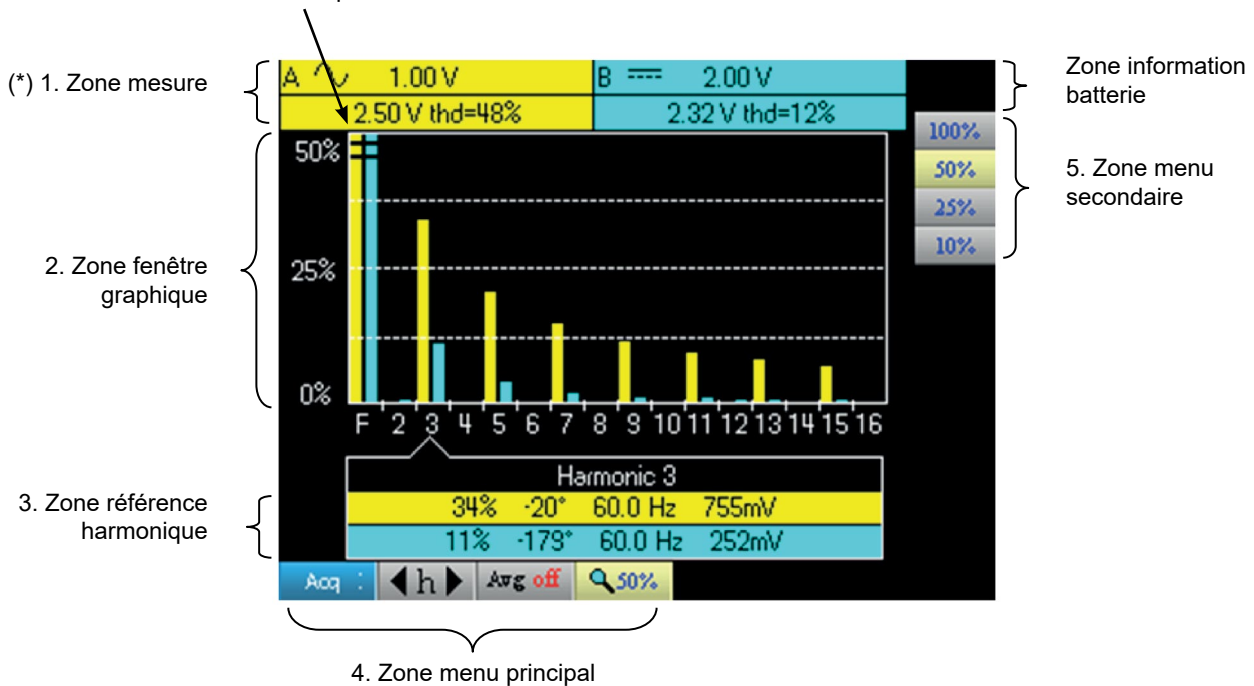 (*) 1. Zone mesure
A 1.00 V
B 2.00 V
2.50 V thd=48%
2.32 V thd=12%
Zone information
batterie
100%
50%
25%
10%
5. Zone menu
secondaire
2. Zone fenêtre
graphique
50%
25%
0%
F 2 3 4 5 6 7 8 9 10 11 12 13 14 15 16
Harmonic 3
3. Zone référence
harmonique
34% -20° 60.0 Hz 755mV
11% -173° 60.0 Hz 252mV
Acq : h Avg off 50%
4. Zone menu principal